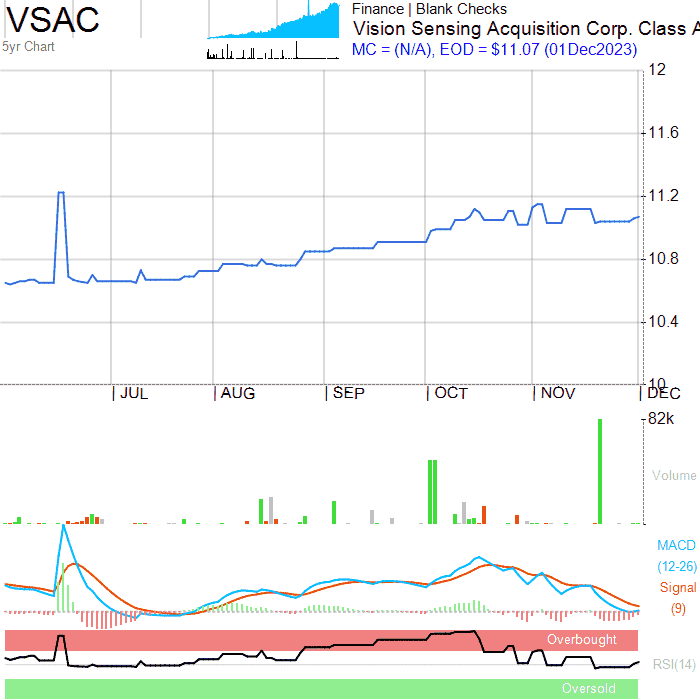 VSAC
5yr Chart
Finance | Blank Checks
Vision Sensing Acquisition Corp. Class A
MC = (N/A), EOD = $11.07 (01Dec2023)
12
11.6
11.2
10.8
10.4
10
JUL AUG SEP OCT NOV DEC
82k
Volume
MACD
(12-26)
Signal
(9)
Overbought
RSI(14)
Oversold